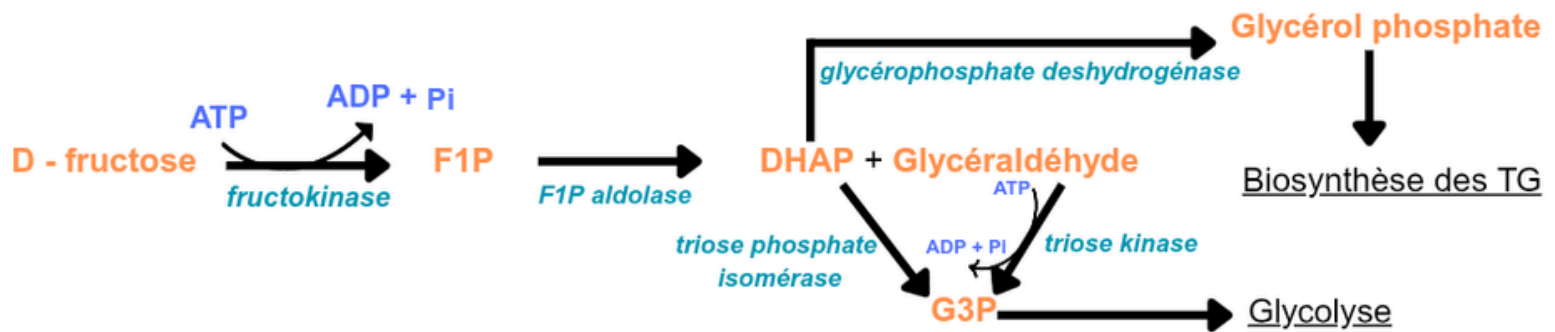 Glycérol phosphate
glycérophosphate deshydrogénase
ATP
ADP + Pi
D - fructose
F1P
DHAP + Glycéraldéhyde
fructokinase
F1P aldolase
ATP
Biosynthèse des TG
triose phosphate
isomérase
ADP + Pi
triose kinase
G3P
Glycolyse